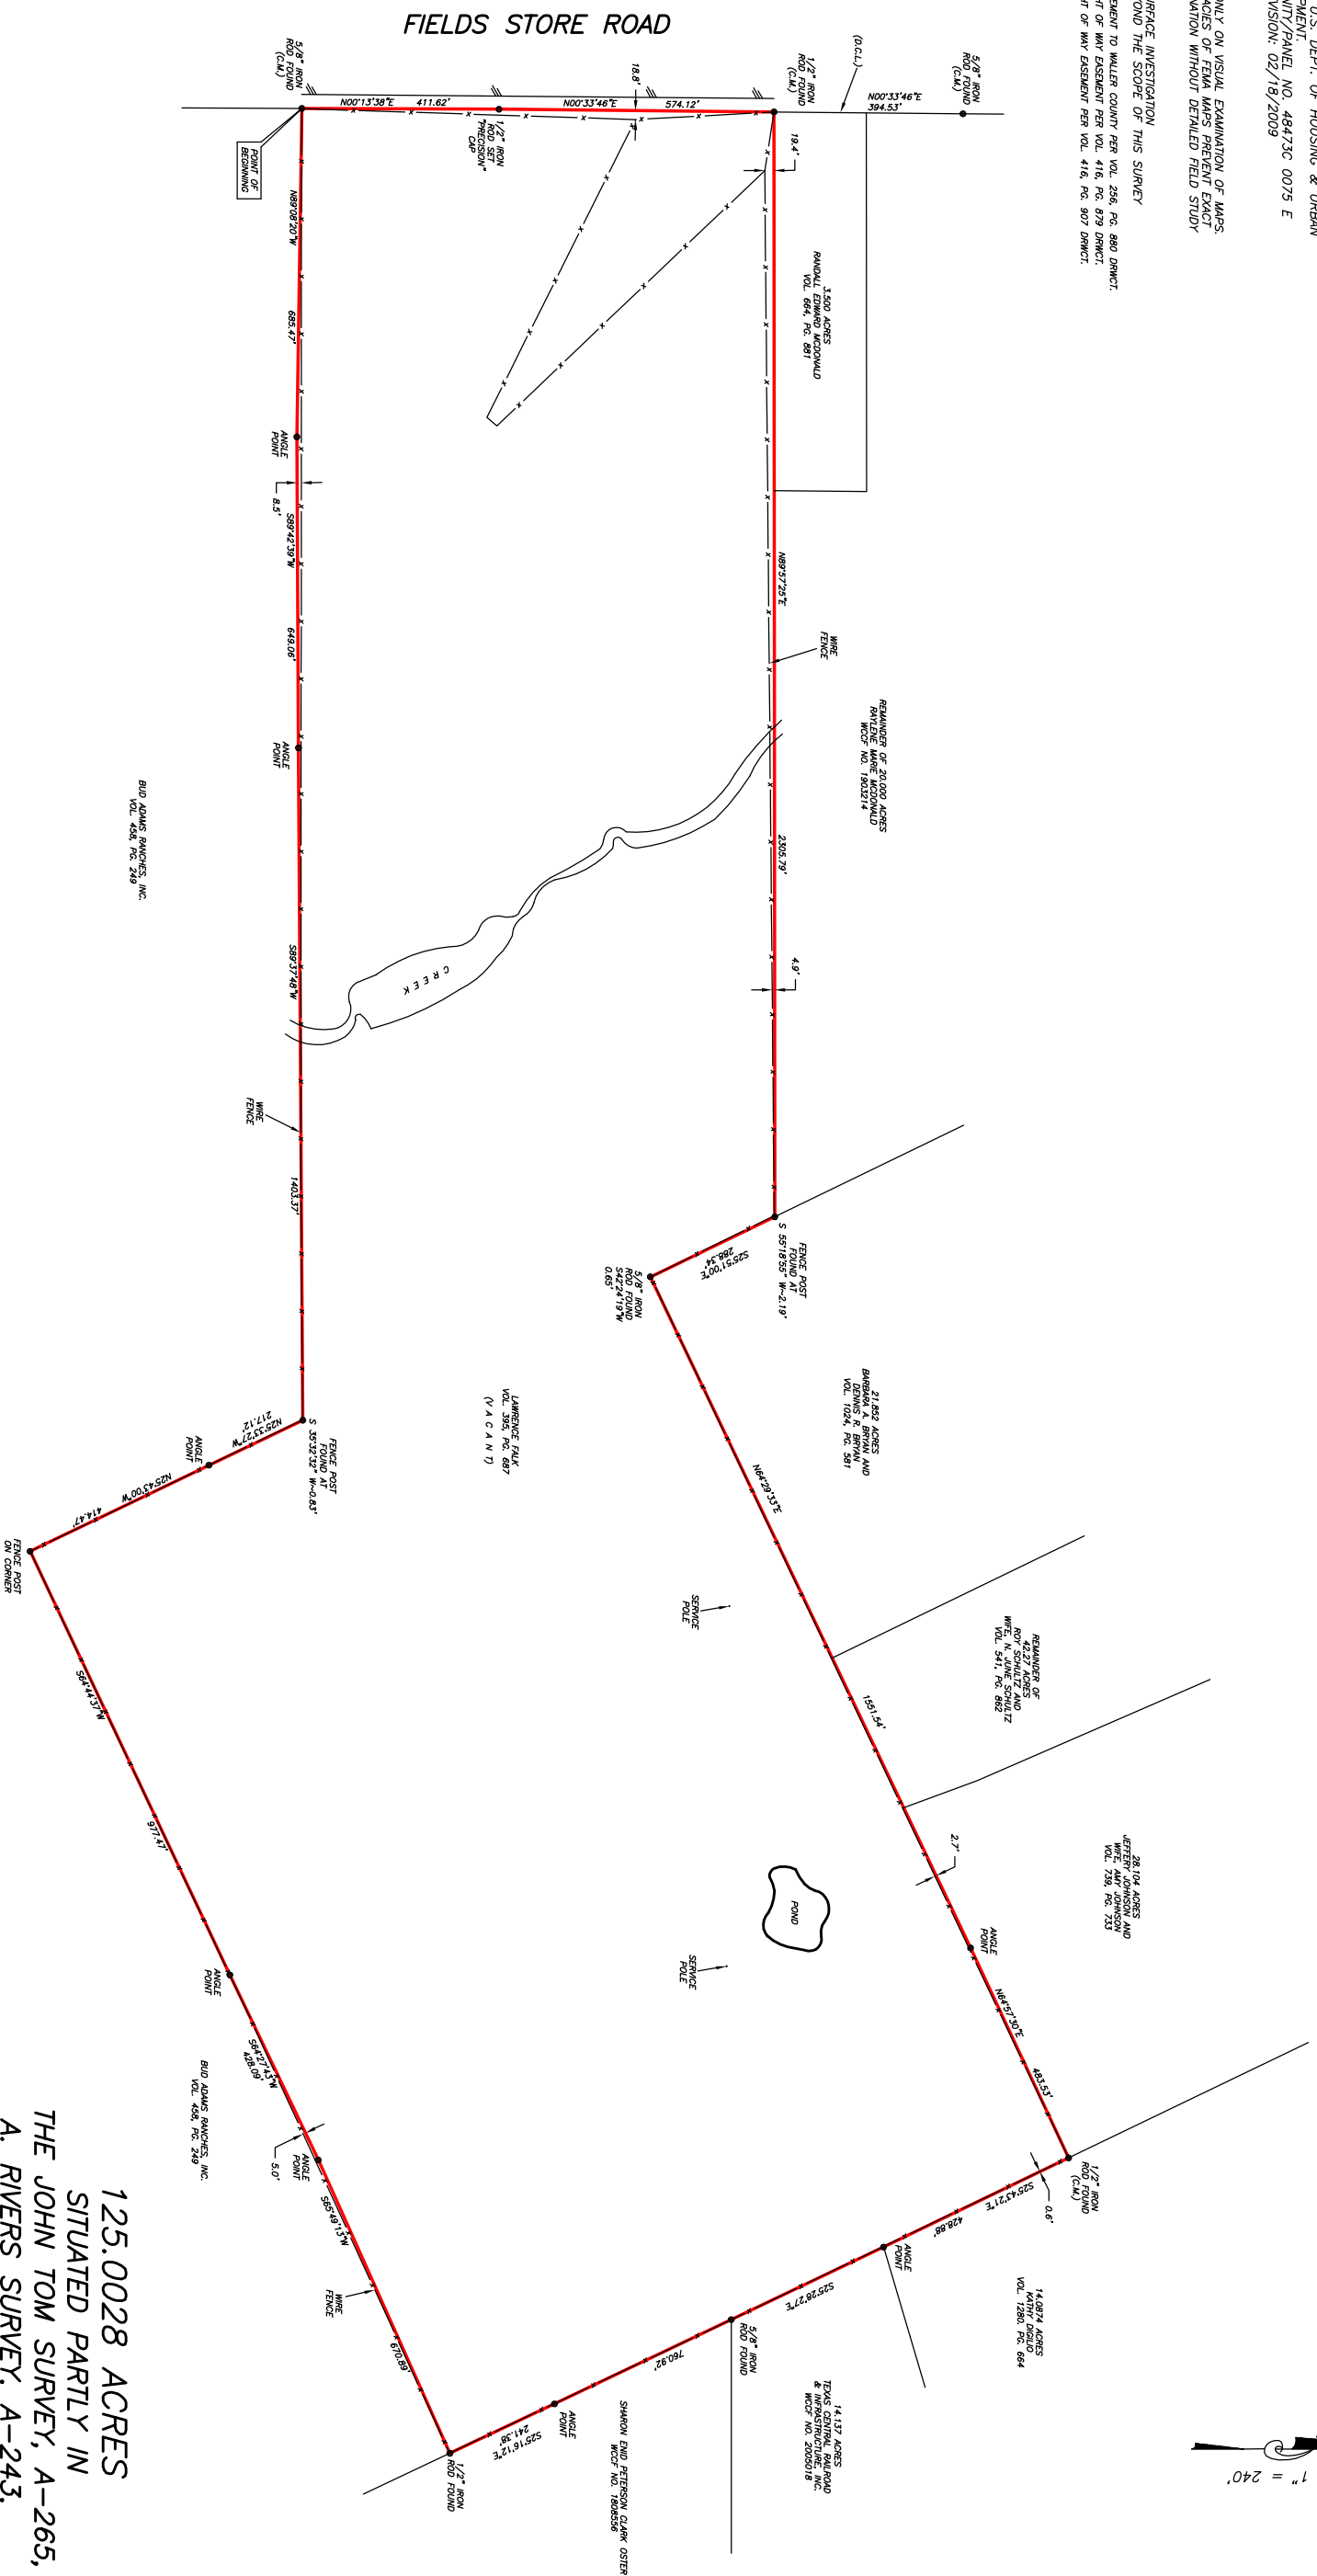 U.S. DEPT. OF HOUSING & URBAN
PMENT.
NITY/PANEL NO. 48473C 0075 E
VISION: 02/18/2009
ONLY ON VISUAL EXAMINATION OF MAPS.
ACIES OF FEMA MAPS PREVENT EXACT
NATION WITHOUT DETAILED FIELD STUDY
URFACE INVESTIGATION
YOND THE SCOPE OF THIS SURVEY
EMENT TO WALLER COUNTY PER VOL. 256, PG. 880 DRWCT.
HT OF WAY EASEMENT PER VOL. 416, PG. 879 DRWCT.
HT OF WAY EASEMENT PER VOL. 416, PG. 907 DRWCT.
FIELDS STORE ROAD
5/8" IRON
ROD FOUND
(C.M.)
N00°33'46"E
394.53'
(D.C.L.)
1/2" IRON
ROD FOUND
(C.M.)
19.4'
18.8'
N00°33'46"E 574.12'
1/2" IRON
ROD SET
"PRECISION"
CAP
N00°13'38"E 411.62'
5/8" IRON
ROD FOUND
(C.M.)
POINT OF
BEGINNING
3.500 ACRES
RANDALL EDWARD MCDONALD
VOL. 664, PG. 881
N89°57'25"E
2305.79'
WIRE
FENCE
REMAINDER OF 20.000 ACRES
RAYLENE MARIE MCDONALD
WCCF NO. 1903214
4.9'
N89°08'20"W
685.47'
ANGLE
POINT
8.5'
S89°42'39"W
649.06'
ANGLE
POINT
BUD ADAMS RANCHES, INC.
VOL. 458, PG. 249
CREEK
S89°37'48"W
WIRE
FENCE
1403.37'
FENCE POST
FOUND AT
S 55°18'55" W~2.19'
S25°51'00"E
288.34'
5/8" IRON
ROD FOUND
S42°24'19"W
0.65'
21.852 ACRES
BARBARA A. BRYAN AND
DENNIS R. BRYAN
VOL. 1024, PG. 581
LAWRENCE FALK
VOL. 395, PG. 687
(V A C A N T)
FENCE POST
FOUND AT
S 35°32'32" W~0.83'
N25°33'27"W
217.12'
ANGLE
POINT
N25°43'00"W
414.47'
FENCE POST
ON CORNER
N64°29'33"E
1551.54'
SERVICE
POLE
REMAINDER OF
42.27 ACRES
ROY SCHULTZ AND
WIFE, N. JUNE SCHULTZ
VOL. 541, PG. 862
28.104 ACRES
JEFFERY JOHNSON AND
WIFE, AMY JOHNSON
VOL. 739, PG. 733
2.7'
ANGLE
POINT
N64°57'30"E
483.53'
POND
SERVICE
POLE
S64°44'37"W
977.47'
ANGLE
POINT
S64°27'43"W
428.09'
BUD ADAMS RANCHES, INC.
VOL. 458, PG. 249
5.0'
ANGLE
POINT
S65°49'13"W
WIRE
FENCE
670.89'
1/2" IRON
ROD FOUND
(C.M.)
0.6'
S25°43'21"E
428.88'
ANGLE
POINT
14.0874 ACRES
KATHY DIGILIO
VOL. 1280, PG. 664
S25°28'27"E
5/8" IRON
ROD FOUND
760.92'
14.137 ACRES
TEXAS CENTRAL RAILROAD
& INFRASTRUCTURE, INC.
WCCF NO. 2005018
ANGLE
POINT
S25°16'12"E
241.38'
1/2" IRON
ROD FOUND
SHARON ENID PETERSON CLARK OSTER
WCCF NO. 1808556
1" = 240'
125.0028 ACRES
SITUATED PARTLY IN
THE JOHN TOM SURVEY, A-265,
A. RIVERS SURVEY, A-243,